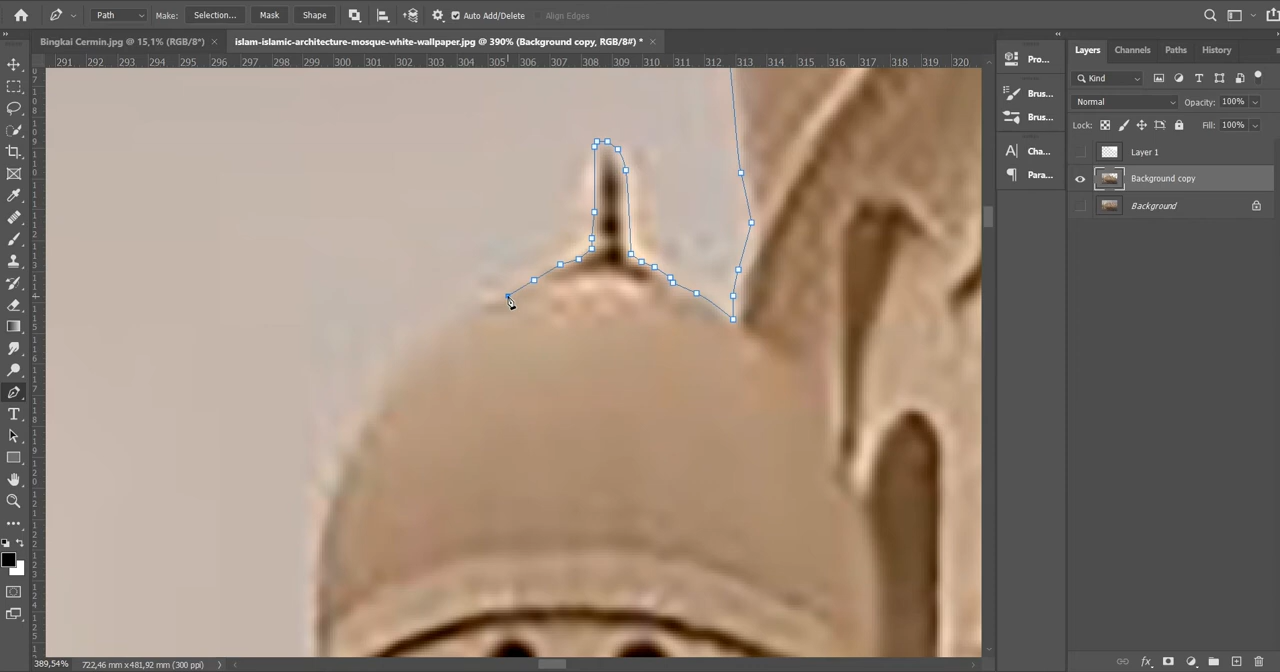 Path
Make:
Selection...
Mask
Shape
Auto Add/Delete
Align Edges
Bingkai Cermin.jpg @ 15,1% (RGB/8*)
islam-islamic-architecture-mosque-white-wallpaper.jpg @ 390% (Background copy, RGB/8#) *
291 292 293 294 295 296 297 298 299 300 301 302 303 304 305 306 307 308 309 310 311 312 313 314 315 316 317 318 319 320
Pro...
Brus...
Brus...
Cha...
Para...
Layers
Channels
Paths
History
Kind
Normal
Opacity: 100%
Lock:
Fill: 100%
Layer 1
Background copy
Background
389,54%
722,46 mm x 481,92 mm (300 ppi)